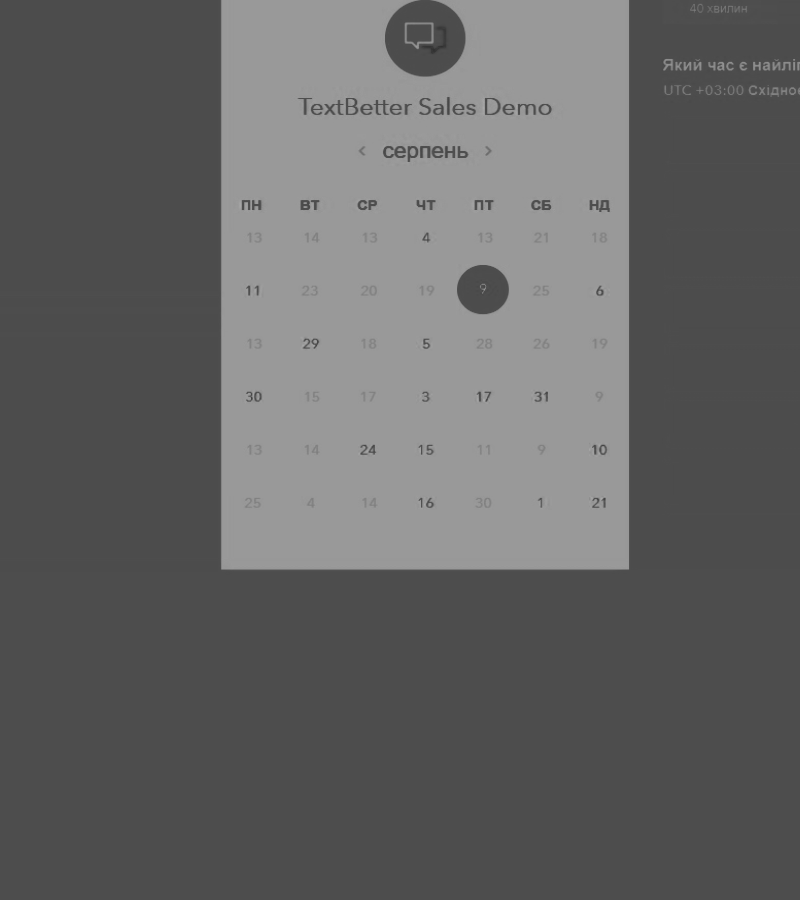 40 хвилин
Який час є найліп
UTC +03:00 Східноє
TextBetter Sales Demo
< серпень >
ПН ВТ СР ЧТ ПТ СБ НД
13 14 13 4 13 21 18
11 23 20 19 9 25 6
13 29 18 5 28 26 19
30 15 17 3 17 31 9
13 14 24 15 11 9 10
25 4 14 16 30 1 21